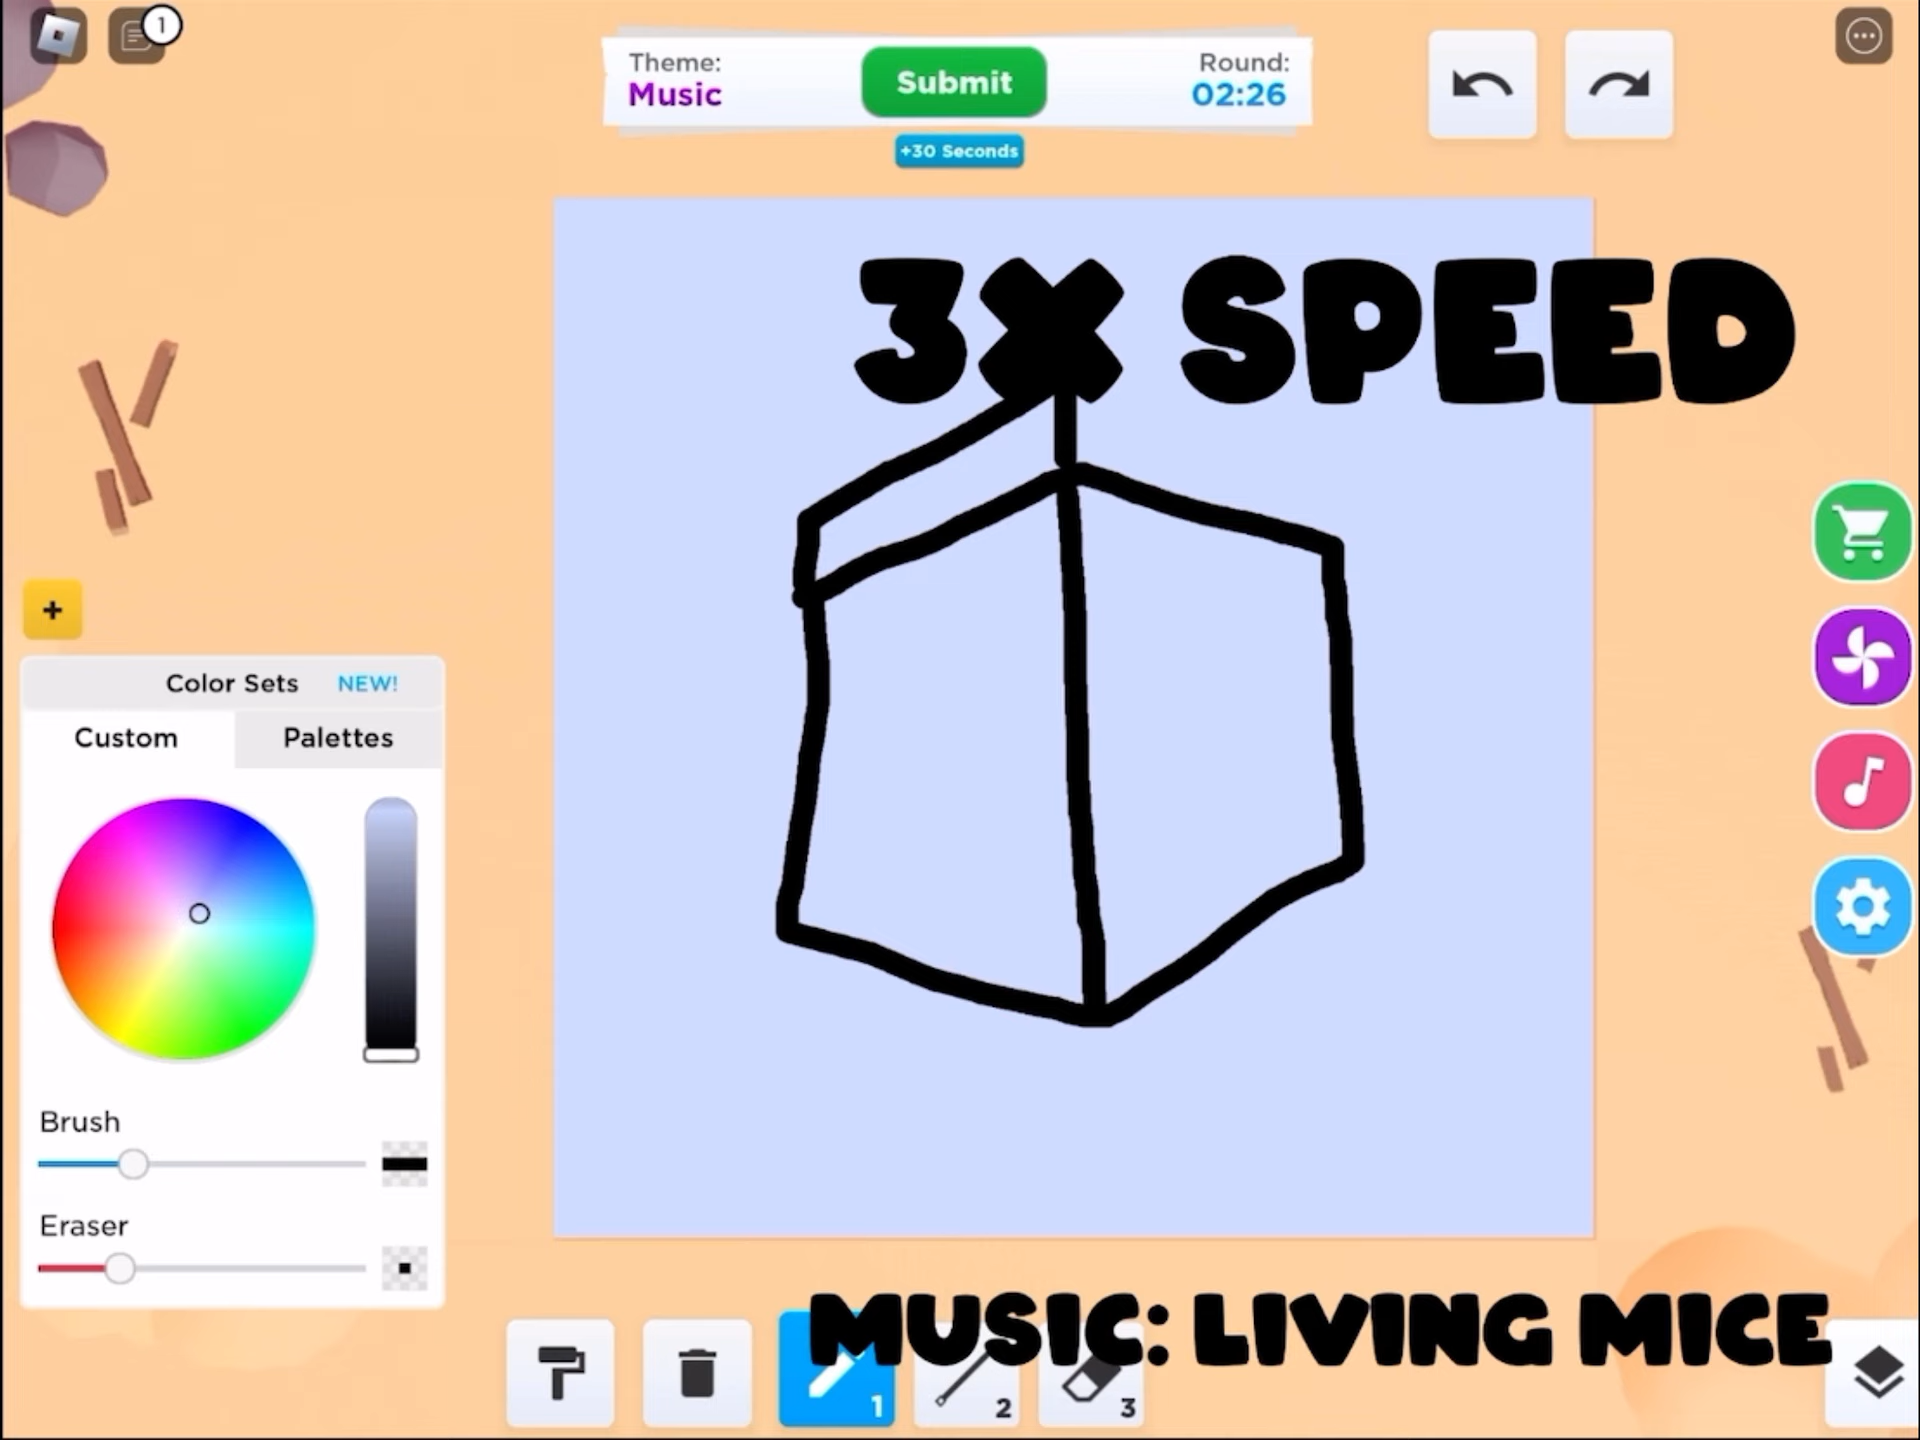 1
Theme:
Music
Submit
Round:
02:26
+30 Seconds
3X SPEED
+
Color Sets NEW!
Custom Palettes
Brush
Eraser
MUSIC: LIVING MICE
1 2 3